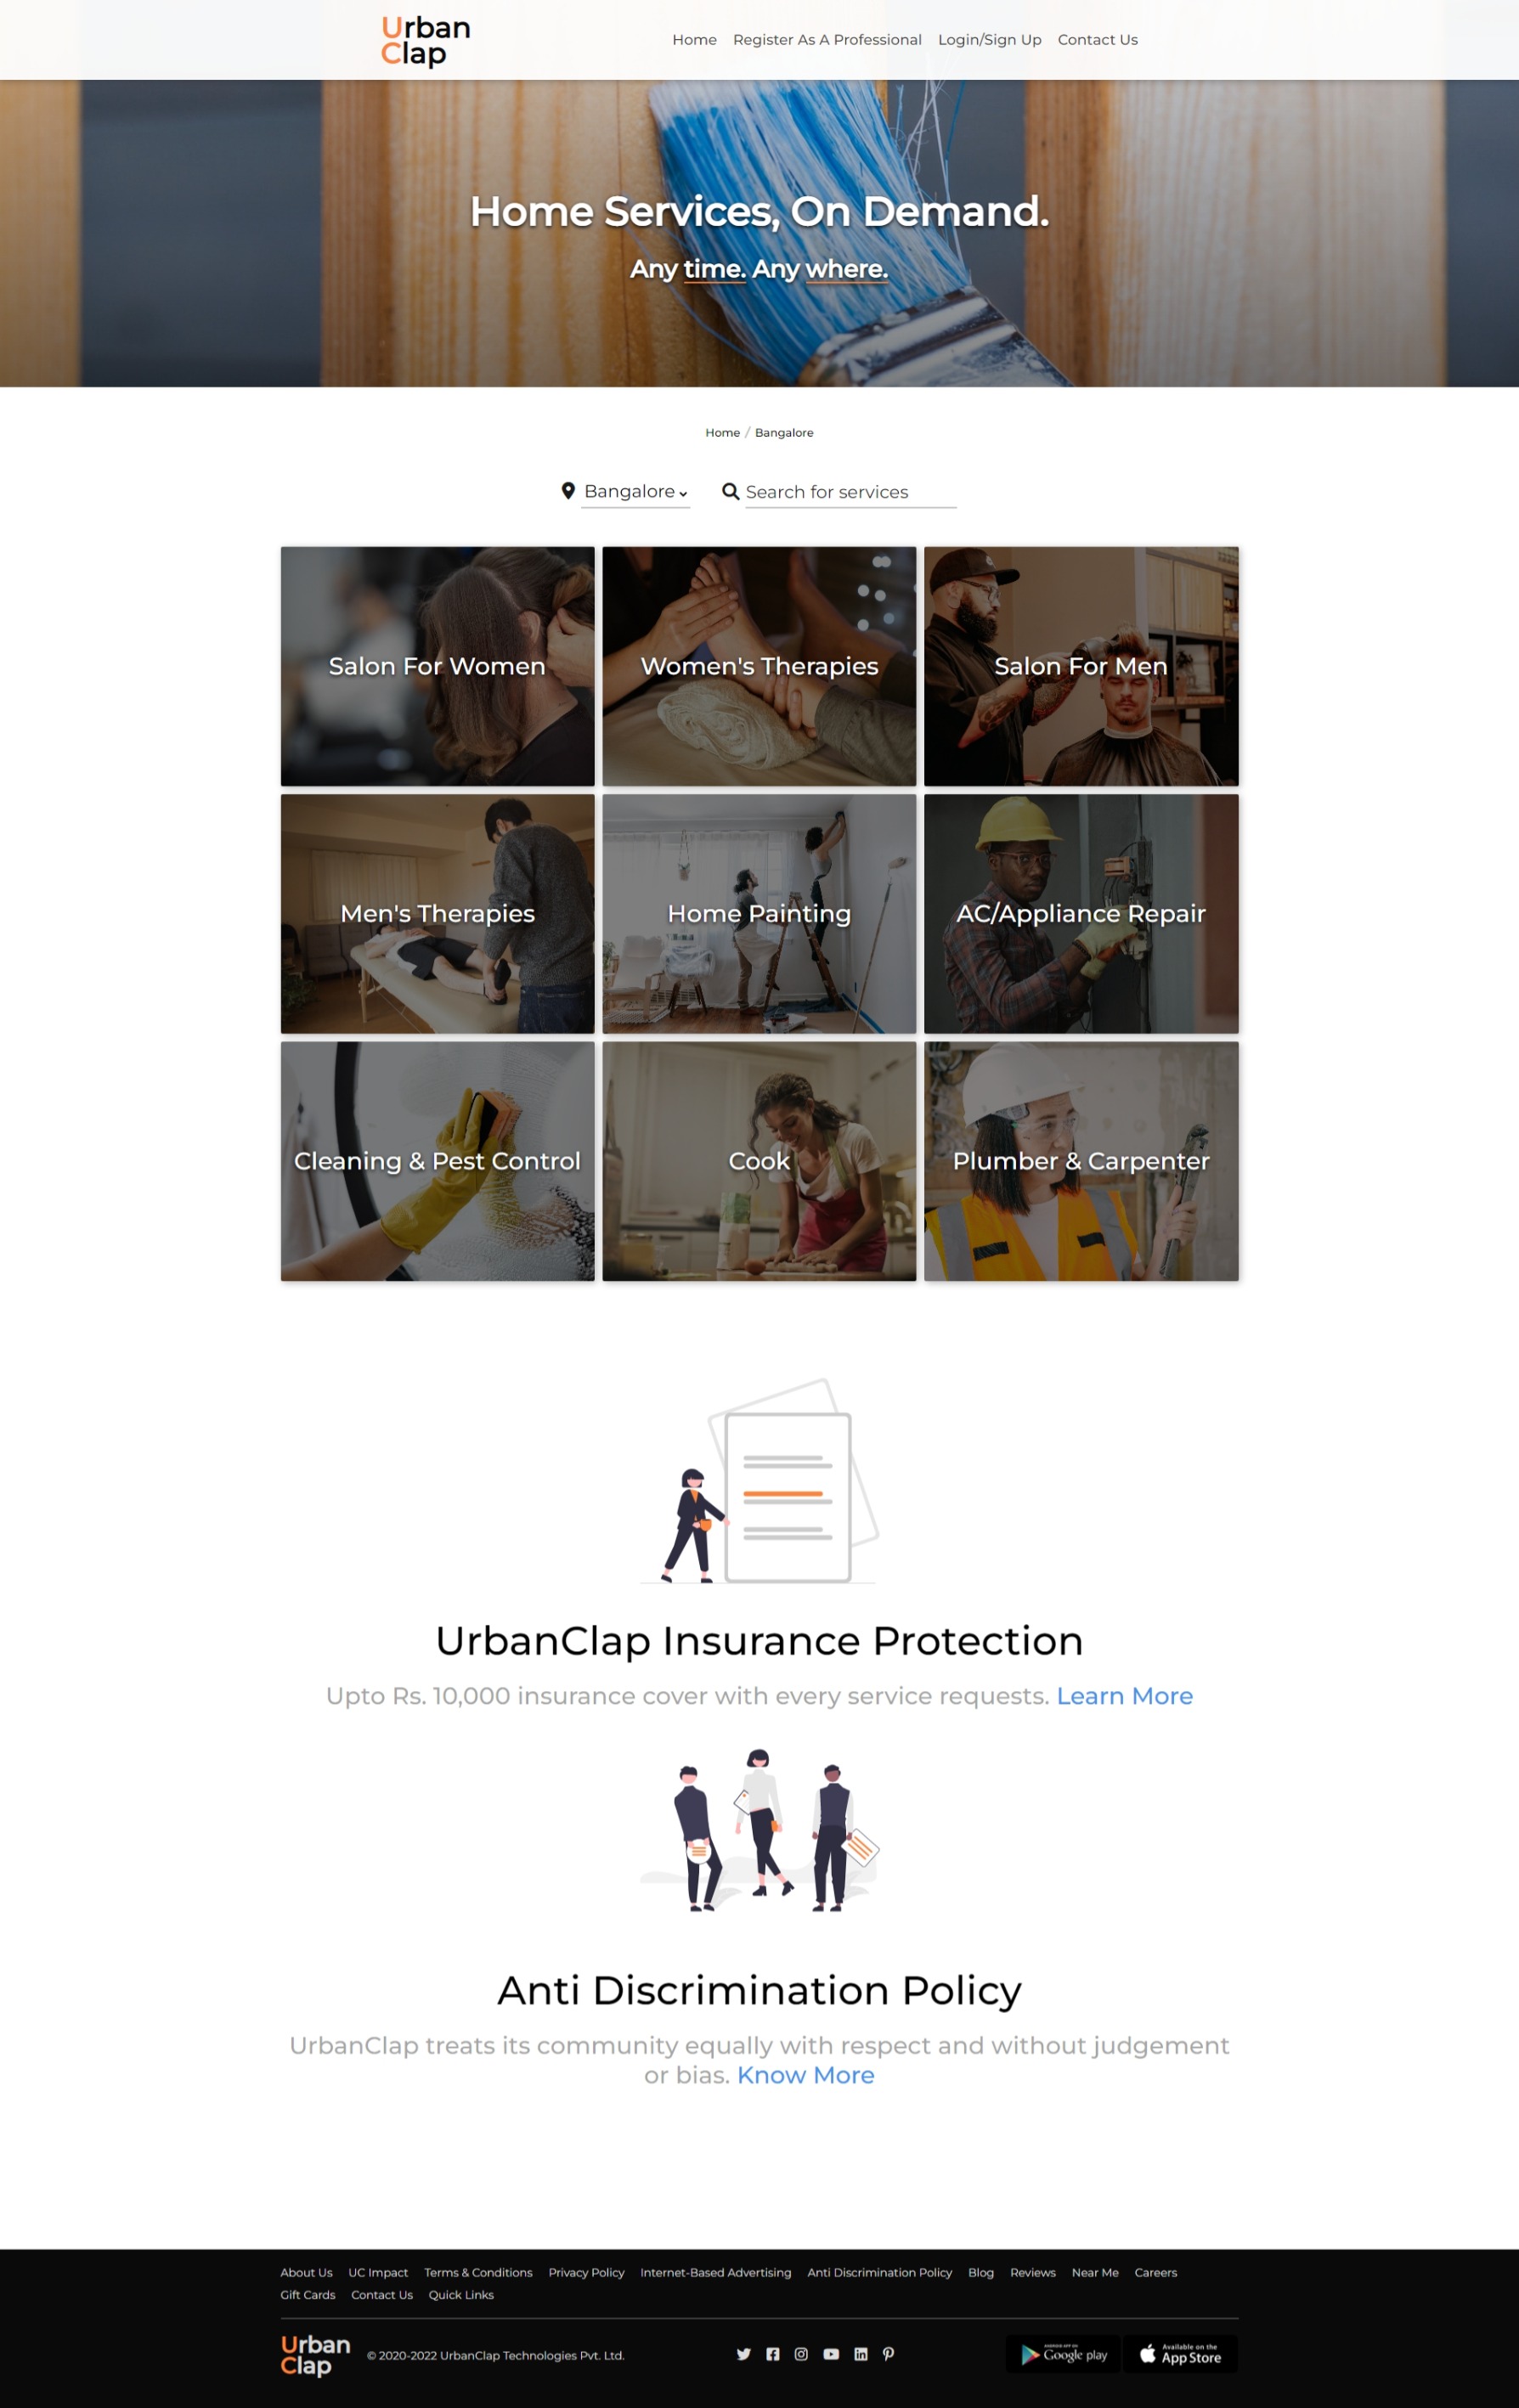 Urban
Clap
Home Register As A Professional Login/Sign Up Contact Us
Home Services, On Demand.
Any time. Any where.
Home / Bangalore
Bangalore
Search for services
Salon For Women
Women's Therapies
Salon For Men
Men's Therapies
Home Painting
AC/Appliance Repair
Cleaning & Pest Control
Cook
Plumber & Carpenter
UrbanClap Insurance Protection
Upto Rs. 10,000 insurance cover with every service requests. Learn More
Anti Discrimination Policy
UrbanClap treats its community equally with respect and without judgement
or bias. Know More
About Us UC Impact Terms & Conditions Privacy Policy Internet-Based Advertising Anti Discrimination Policy Blog Reviews Near Me Careers
Gift Cards Contact Us Quick Links
Urban
Clap
© 2020-2022 UrbanClap Technologies Pvt. Ltd.
ANDROID APP ON
Google play
Available on the
App Store